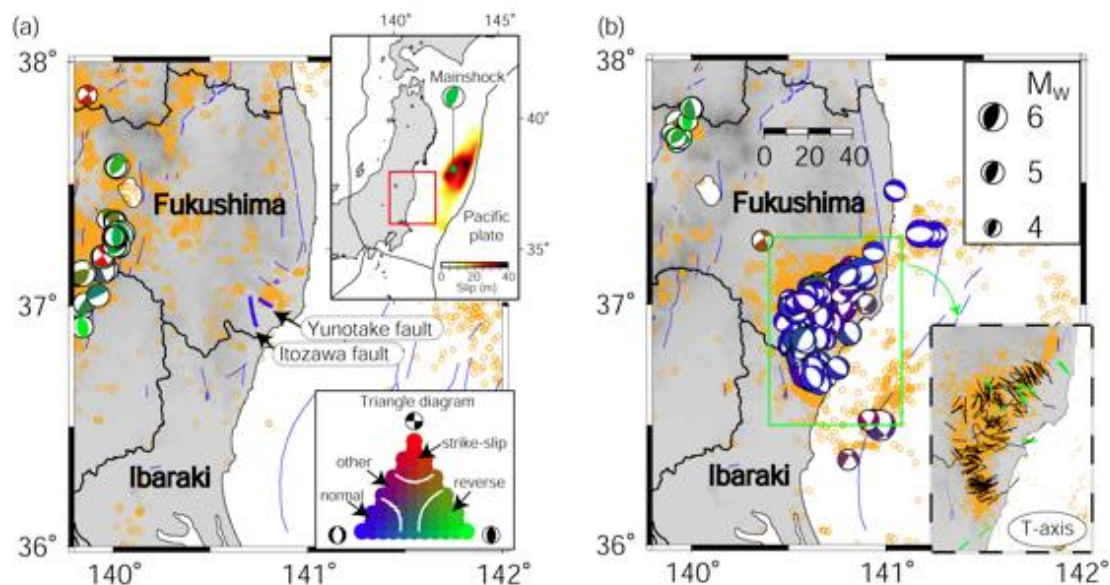 (a)
140°
145°
38°
Mainshock
40°
Fukushima
Pacific
plate
35°
0
20
40
Slip (m)
37°
Yunotake fault
Itozawa fault
Triangle diagram
strike-slip
other
reverse
normal
Ibaraki
36°
140°
141°
142°
(b)
38°
Mw
6
0 20 40
5
Fukushima
4
37°
Ibaraki
T-axis
36°
140°
141°
142°